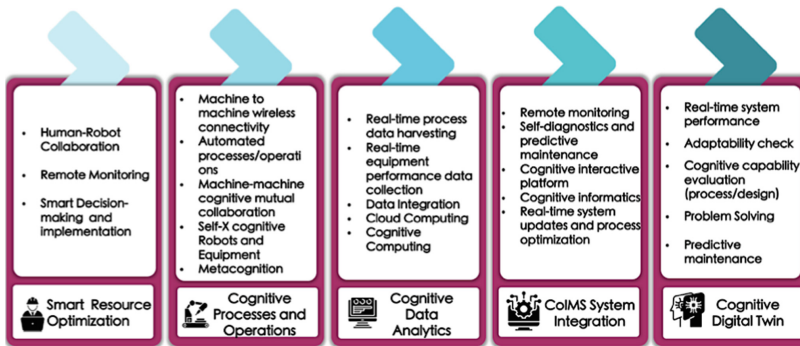 Human-Robot
Collaboration
Remote Monitoring
Smart Decision-
making and
implementation
Smart Resource
Optimization
Machine to
machine wireless
connectivity
Automated
processes/operati
ons
Machine-machine
cognitive mutual
collaboration
Self-X cognitive
Robots and
Equipment
Metacognition
Cognitive
Processes and
Operations
Real-time process
data harvesting
Real-time
equipment
performance data
collection
Data Integration
Cloud Computing
Cognitive
Computing
Cognitive
Data
Analytics
Remote monitoring
Self-diagnostics and
predictive
maintenance
Cognitive interactive
platform
Cognitive informatics
Real-time system
updates and process
optimization
CoIMS System
Integration
Real-time system
performance
Adaptability check
Cognitive capability
evaluation
(process/design)
Problem Solving
Predictive
maintenance
Cognitive
Digital Twin